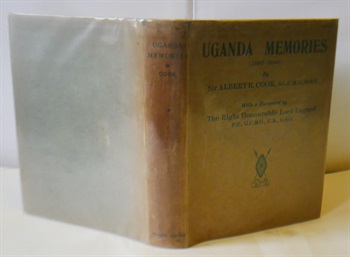 UGANDA
MEMORIES
COOK
UGANDA MEMORIES
By
Sir ALBERT R. COOK,
With a Foreword by
The Right Honourable Lord Lugard